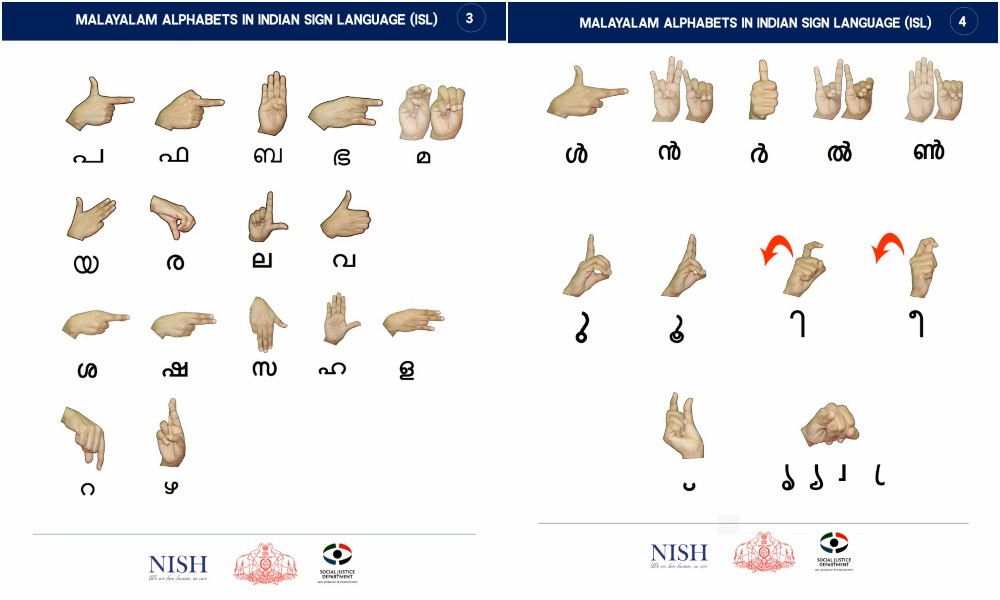 MALAYALAM ALPHABETS IN INDIAN SIGN LANGUAGE (ISL) 3
പ ഫ ബ ഭ മ
യ ര ല വ
ശ ഷ സ ഹ ള
റ ഴ
NISH
We are here because, we care
SOCIAL JUSTICE
DEPARTMENT
MALAYALAM ALPHABETS IN INDIAN SIGN LANGUAGE (ISL) 4
ൾ ൻ ർ ൽ ൺ
ു ൂ ി ീ
NISH
We are here because, we care
SOCIAL JUSTICE
DEPARTMENT